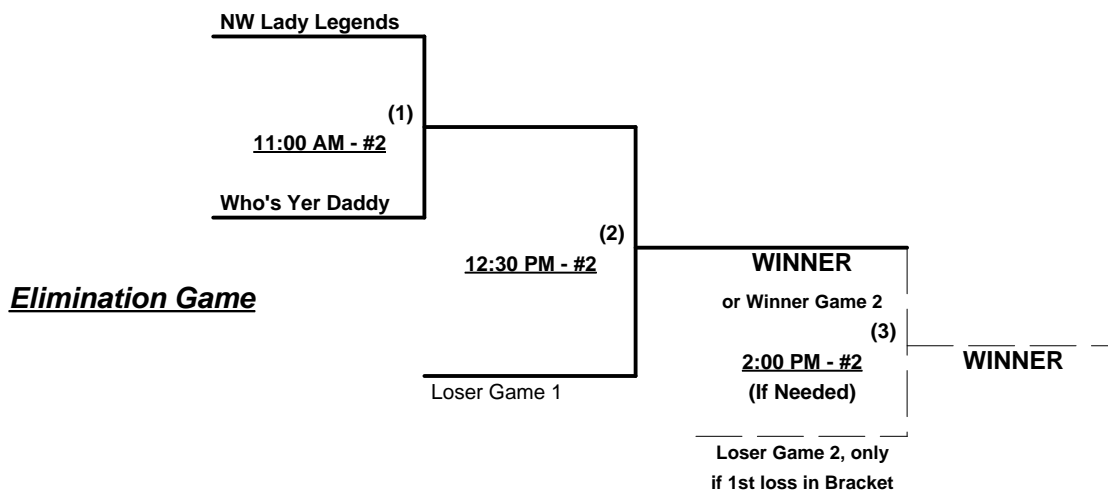 NW Lady Legends
(1)
11:00 AM - #2
Who's Yer Daddy
(2)
12:30 PM - #2
WINNER
Elimination Game
or Winner Game 2
(3)
2:00 PM - #2
WINNER
(If Needed)
Loser Game 1
Loser Game 2, only
if 1st loss in Bracket